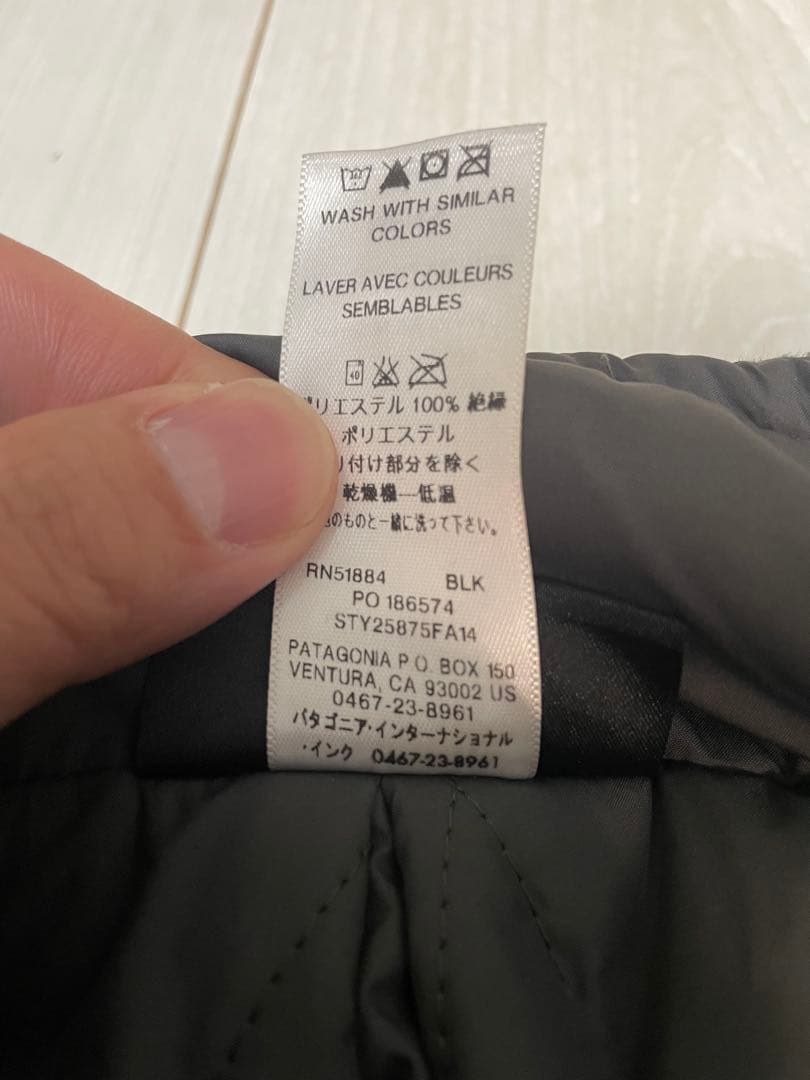 WASH WITH SIMILAR
COLORS
LAVER AVEC COULEURS
SEMBLABLES
40
リエステル 100% 絶縁
ポリエステル
付け部分を除く
乾燥機—低温
のものと一緒に洗って下さい。
RN51884 BLK
PO 186574
STY25875FA14
PATAGONIA P.O. BOX 150
VENTURA, CA 93002 US
0467-23-8961
パタゴニア・インターナショナル
・インク 0467-23-8961